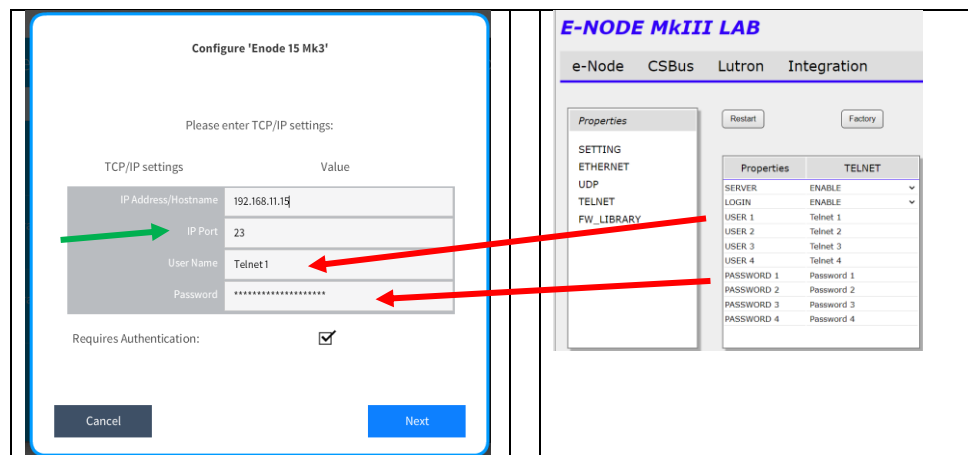 Configure 'Enode 15 Mk3'
Please enter TCP/IP settings:
TCP/IP settings Value
IP Address/Hostname 192.168.11.15
IP Port 23
User Name Telnet 1
Password ********************
Requires Authentication:
Cancel Next
E-NODE MkIII LAB
e-Node CSBus Lutron Integration
Properties
SETTING
ETHERNET
UDP
TELNET
FW_LIBRARY
Restart Factory
Properties TELNET
SERVER ENABLE
LOGIN ENABLE
USER 1 Telnet 1
USER 2 Telnet 2
USER 3 Telnet 3
USER 4 Telnet 4
PASSWORD 1 Password 1
PASSWORD 2 Password 2
PASSWORD 3 Password 3
PASSWORD 4 Password 4